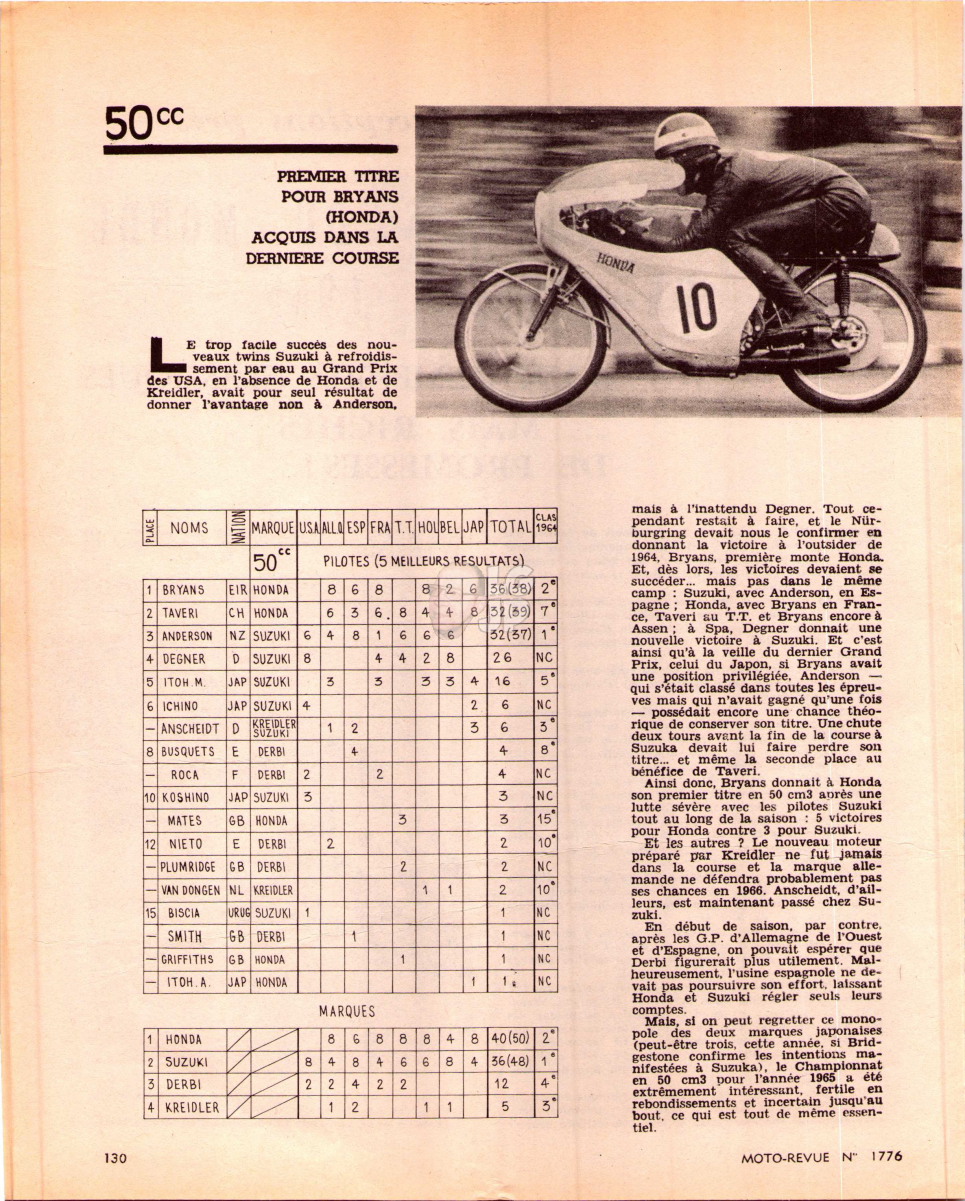 50cc
PREMIER TITRE
POUR BRYANS
(HONDA)
ACQUIS DANS LA
DERNIERE COURSE
HONDA
10
LE trop facile succès des nou-
veaux twins Suzuki à refroidis-
sement par eau au Grand Prix
des USA, en l'absence de Honda et de
Kreidler, avait pour seul résultat de
donner l'avantage non à Anderson,
PLACE NOMS NATION MARQUE U.S.A. ALLQ ESP FRA T.T. HOL BEL JAP TOTAL CLAS 1964
50cc PILOTES (5 MEILLEURS RESULTATS)
1 BRYANS EIR HONDA 8 6 8 8 2 6 36(38) 2e
2 TAVERI CH HONDA 6 3 6 8 4 4 8 32(39) 7e
3 ANDERSON NZ SUZUKI 6 4 8 1 6 6 6 32(37) 1e
4 DEGNER D SUZUKI 8 4 4 2 8 26 NC
5 ITOH.M. JAP SUZUKI 3 3 3 3 4 16 5e
6 ICHINO JAP SUZUKI 4 2 6 NC
— ANSCHEIDT D KREIDLER SUZUKI 1 2 3 6 3e
8 BUSQUETS E DERBI 4 4 8e
— ROCA F DERBI 2 2 4 NC
10 KOSHINO JAP SUZUKI 3 3 NC
— MATES GB HONDA 3 3 15e
12 NIETO E DERBI 2 2 10e
— PLUMRIDGE GB DERBI 2 2 NC
— VAN DONGEN NL KREIDLER 1 1 2 10e
15 BISCIA URUG SUZUKI 1 1 NC
— SMITH GB DERBI 1 1 NC
— GRIFFITHS GB HONDA 1 1 NC
— ITOH.A. JAP HONDA 1 1 NC
MARQUES
1 HONDA 8 6 8 8 8 4 8 40(50) 2e
2 SUZUKI 8 4 8 4 6 6 8 4 36(48) 1e
3 DERBI 2 2 4 2 2 12 4e
4 KREIDLER 1 2 1 1 5 3e
mais à l'inattendu Degner. Tout ce-
pendant restait à faire, et le Nür-
burgring devait nous le confirmer en
donnant la victoire à l'outsider de
1964, Bryans, première monte Honda.
Et, dès lors, les victoires devaient se
succéder... mais pas dans le même
camp : Suzuki, avec Anderson, en Es-
pagne ; Honda, avec Bryans en Fran-
ce, Taveri au T.T. et Bryans encore à
Assen ; à Spa, Degner donnait une
nouvelle victoire à Suzuki. Et c'est
ainsi qu'à la veille du dernier Grand
Prix, celui du Japon, si Bryans avait
une position privilégiée, Anderson —
qui s'était classé dans toutes les épreu-
ves mais qui n'avait gagné qu'une fois
— possédait encore une chance théo-
rique de conserver son titre. Une chute
deux tours avant la fin de la course à
Suzuka devait lui faire perdre son
titre... et même la seconde place au
bénéfice de Taveri.
Ainsi donc, Bryans donnait à Honda
son premier titre en 50 cm3 après une
lutte sévère avec les pilotes Suzuki
tout au long de la saison : 5 victoires
pour Honda contre 3 pour Suzuki.
Et les autres ? Le nouveau moteur
préparé par Kreidler ne fut jamais
dans la course et la marque alle-
mande ne défendra probablement pas
ses chances en 1966. Anscheidt, d'ail-
leurs, est maintenant passé chez Su-
zuki.
En début de saison, par contre,
après les G.P. d'Allemagne de l'Ouest
et d'Espagne, on pouvait espérer que
Derbi figurerait plus utilement. Mal-
heureusement, l'usine espagnole ne de-
vait pas poursuivre son effort, laissant
Honda et Suzuki régler seuls leurs
comptes.
Mais, si on peut regretter ce mono-
pole des deux marques japonaises
(peut-être trois, cette année, si Brid-
gestone confirme les intentions ma-
nifestées à Suzuka), le Championnat
en 50 cm3 pour l'année 1965 a été
extrêmement intéressant, fertile en
rebondissements et incertain jusqu'au
bout, ce qui est tout de même essen-
tiel.
130
MOTO-REVUE N° 1776